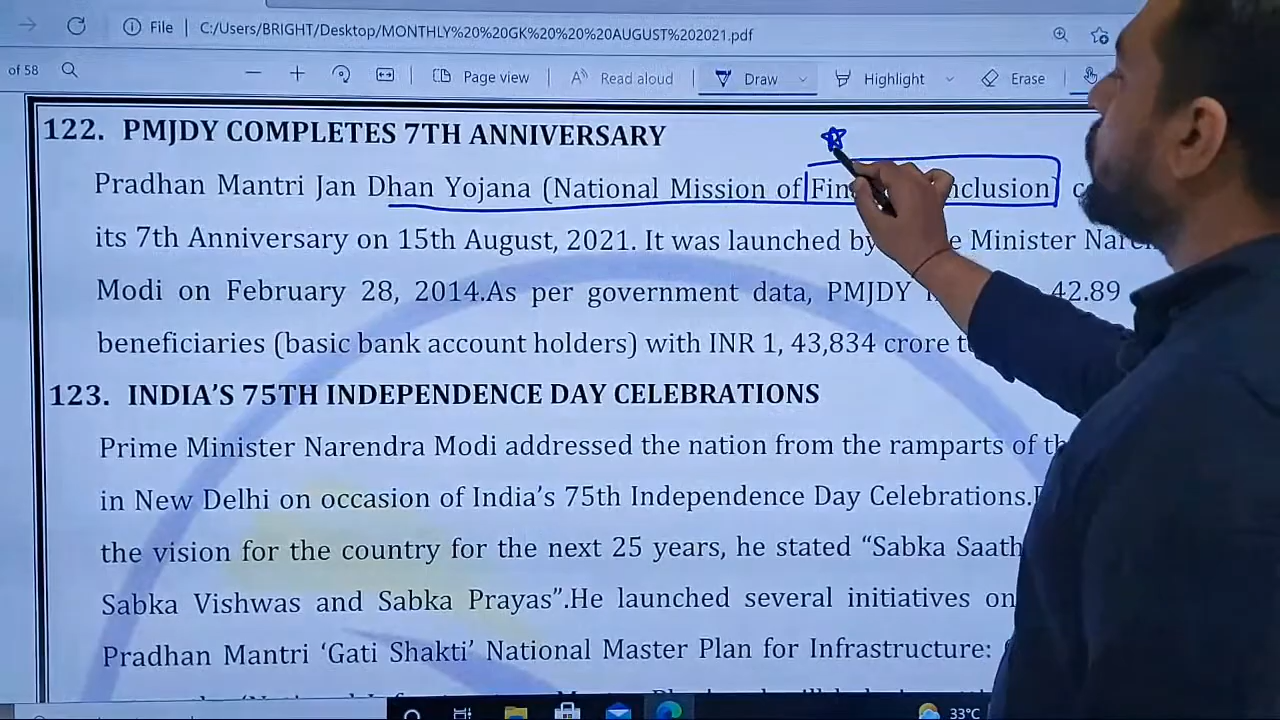 File C:/Users/BRIGHT/Desktop/MONTHLY%20%20GK%20%20%20AUGUST%202021.pdf
of 58 Page view Read aloud Draw Highlight Erase
122. PMJDY COMPLETES 7TH ANNIVERSARY
Pradhan Mantri Jan Dhan Yojana (National Mission of
its 7th Anniversary on 15th August, 2021. It was launched by Minister
Modi on February 28, 2014.As per government data, PMJDY 42.89
beneficiaries (basic bank account holders) with INR 1, 43,834 crore
123. INDIA'S 75TH INDEPENDENCE DAY CELEBRATIONS
Prime Minister Narendra Modi addressed the nation from the ramparts of
in New Delhi on occasion of India's 75th Independence Day Celebrations.
the vision for the country for the next 25 years, he stated “Sabka Saath
Sabka Vishwas and Sabka Prayas”.He launched several initiatives on
Pradhan Mantri ‘Gati Shakti’ National Master Plan for Infrastructure:
33°C